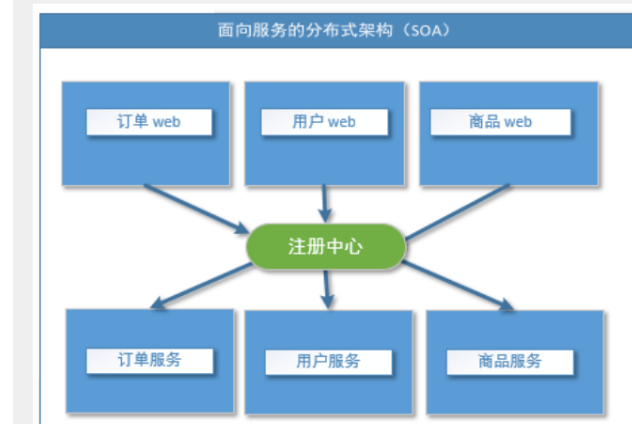 面向服务的分布式架构（SOA）
订单 web
用户 web
商品 web
注册中心
订单服务
用户服务
商品服务